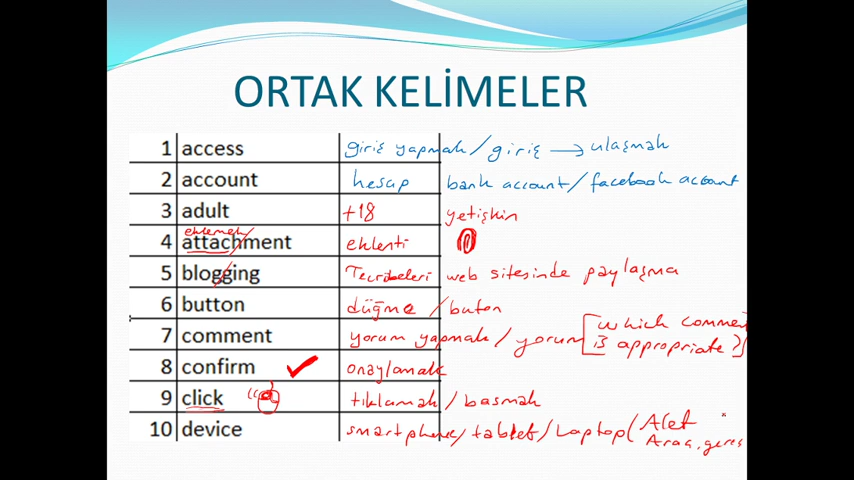 ORTAK KELİMELER
1 access giriş yapmak / giriş → ulaşmak
2 account hesap bank account / facebook account
3 adult +18 yetişkin
eklemek
4 attachment eklenti
5 blogging Tecrübeleri web sitesinde paylaşma
6 button düğme / buton
7 comment yorum yapmak / yorum [which comment
is appropriate ?]
8 confirm ✓ onaylamak
9 click tıklamak / basmak
10 device smartphone / tablet / Laptop ( Alet
Araç, gereç